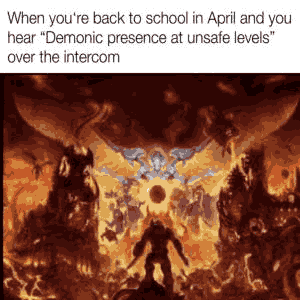 When you're back to school in April and you
hear “Demonic presence at unsafe levels”
over the intercom